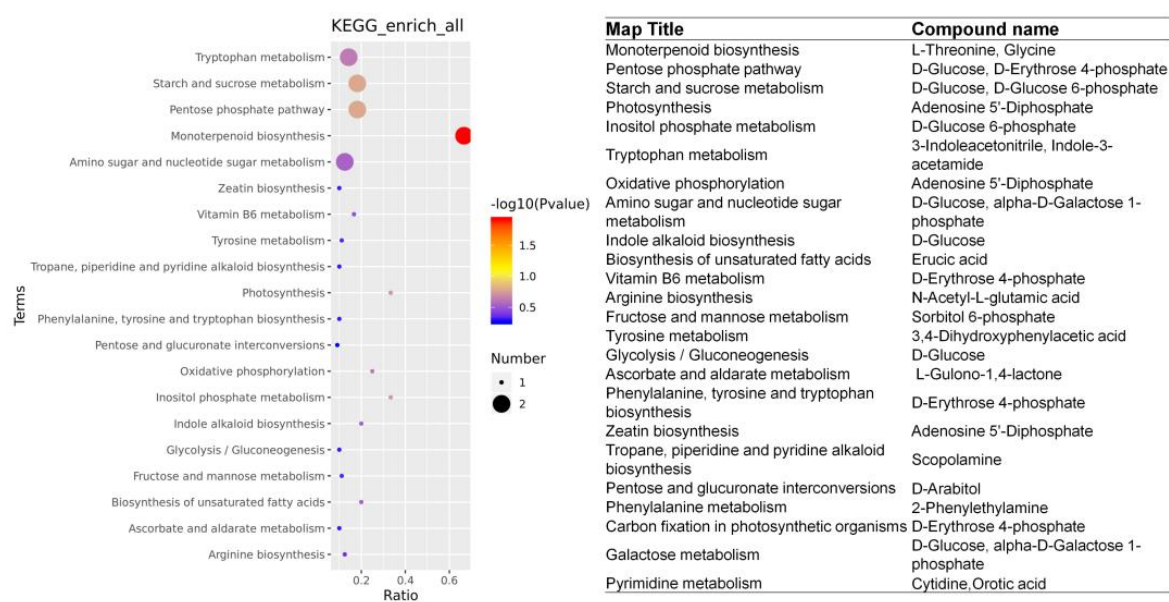 KEGG_enrich_all
Terms
Tryptophan metabolism
Starch and sucrose metabolism
Pentose phosphate pathway
Monoterpenoid biosynthesis
Amino sugar and nucleotide sugar metabolism
Zeatin biosynthesis
Vitamin B6 metabolism
Tyrosine metabolism
Tropane, piperidine and pyridine alkaloid biosynthesis
Photosynthesis
Phenylalanine, tyrosine and tryptophan biosynthesis
Pentose and glucuronate interconversions
Oxidative phosphorylation
Inositol phosphate metabolism
Indole alkaloid biosynthesis
Glycolysis / Gluconeogenesis
Fructose and mannose metabolism
Biosynthesis of unsaturated fatty acids
Ascorbate and aldarate metabolism
Arginine biosynthesis
0.2 0.4 0.6
Ratio
-log10(Pvalue)
1.5
1.0
0.5
Number
1
2
Map Title Compound name
Monoterpenoid biosynthesis L-Threonine, Glycine
Pentose phosphate pathway D-Glucose, D-Erythrose 4-phosphate
Starch and sucrose metabolism D-Glucose, D-Glucose 6-phosphate
Photosynthesis Adenosine 5'-Diphosphate
Inositol phosphate metabolism D-Glucose 6-phosphate
Tryptophan metabolism 3-Indoleacetonitrile, Indole-3-
acetamide
Oxidative phosphorylation Adenosine 5'-Diphosphate
Amino sugar and nucleotide sugar D-Glucose, alpha-D-Galactose 1-
metabolism phosphate
Indole alkaloid biosynthesis D-Glucose
Biosynthesis of unsaturated fatty acids Erucic acid
Vitamin B6 metabolism D-Erythrose 4-phosphate
Arginine biosynthesis N-Acetyl-L-glutamic acid
Fructose and mannose metabolism Sorbitol 6-phosphate
Tyrosine metabolism 3,4-Dihydroxyphenylacetic acid
Glycolysis / Gluconeogenesis D-Glucose
Ascorbate and aldarate metabolism L-Gulono-1,4-lactone
Phenylalanine, tyrosine and tryptophan
biosynthesis D-Erythrose 4-phosphate
Zeatin biosynthesis Adenosine 5'-Diphosphate
Tropane, piperidine and pyridine alkaloid
biosynthesis Scopolamine
Pentose and glucuronate interconversions D-Arabitol
Phenylalanine metabolism 2-Phenylethylamine
Carbon fixation in photosynthetic organisms D-Erythrose 4-phosphate
Galactose metabolism D-Glucose, alpha-D-Galactose 1-
phosphate
Pyrimidine metabolism Cytidine,Orotic acid